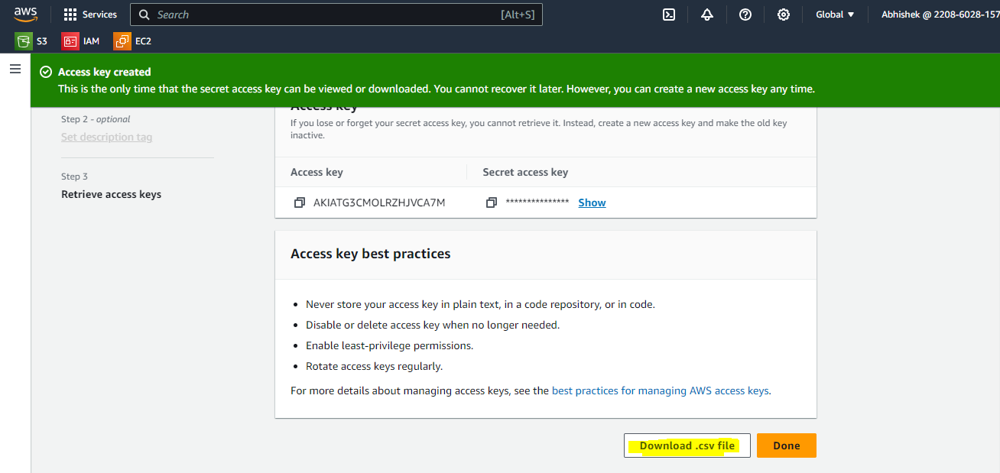 aws
Services
Search
[Alt+S]
Global ▼
Abhishek @ 2208-6028-157
S3
IAM
EC2
Access key created
This is the only time that the secret access key can be viewed or downloaded. You cannot recover it later. However, you can create a new access key any time.
Step 2 - optional
Set description tag
Step 3
Retrieve access keys
Access key
If you lose or forget your secret access key, you cannot retrieve it. Instead, create a new access key and make the old key
inactive.
Access key
Secret access key
AKIATG3CMOLRZHJVCA7M
***************
Show
Access key best practices
• Never store your access key in plain text, in a code repository, or in code.
• Disable or delete access key when no longer needed.
• Enable least-privilege permissions.
• Rotate access keys regularly.
For more details about managing access keys, see the best practices for managing AWS access keys.
Download .csv file
Done